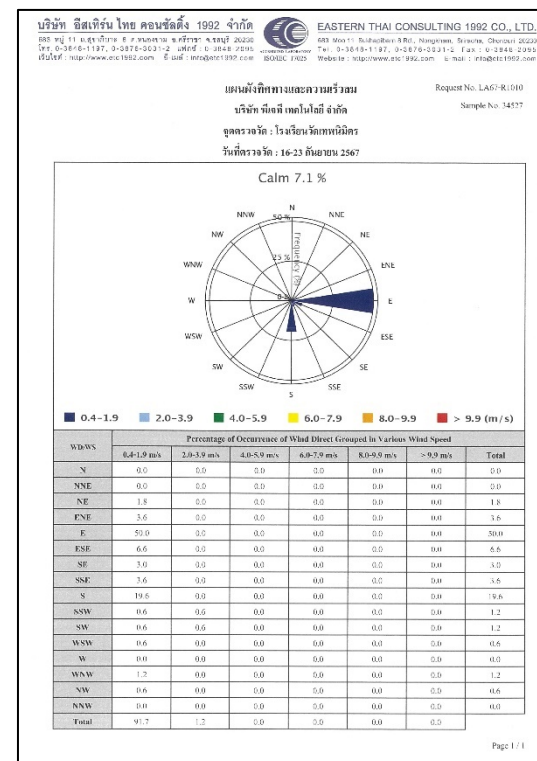 บริษัท อีสเทิร์น ไทย คอนซัลติ้ง 1992 จำกัด
EASTERN THAI CONSULTING 1992 CO., LTD.
Website : http://www.etc1992.com E-mail : info@etc1992.com
ISO/IEC 17025
แผนผังทิศทางและความเร็วลม
Request No. LA67-R1010
บริษัท พีเจที เทคโนโลยี จำกัด
Sample No. 34527
จุดตรวจวัด : โรงเรียนวัดเทพนิมิตร
วันที่ตรวจวัด : 16-23 กันยายน 2567
Calm 7.1 %
N
NNW 50 % NNE
NW NE
Frequency (%)
WNW 25 % ENE
W 0 % E
WSW ESE
SW SE
SSW SSE
S
0.4-1.9 2.0-3.9 4.0-5.9 6.0-7.9 8.0-9.9 > 9.9 (m/s)
WD/WS Percentage of Occurrence of Wind Direct Grouped in Various Wind Speed
0.4-1.9 m/s 2.0-3.9 m/s 4.0-5.9 m/s 6.0-7.9 m/s 8.0-9.9 m/s > 9.9 m/s Total
N 0.0 0.0 0.0 0.0 0.0 0.0 0.0
NNE 0.0 0.0 0.0 0.0 0.0 0.0 0.0
NE 1.8 0.0 0.0 0.0 0.0 0.0 1.8
ENE 3.6 0.0 0.0 0.0 0.0 0.0 3.6
E 50.0 0.0 0.0 0.0 0.0 0.0 50.0
ESE 6.6 0.0 0.0 0.0 0.0 0.0 6.6
SE 3.0 0.0 0.0 0.0 0.0 0.0 3.0
SSE 3.6 0.0 0.0 0.0 0.0 0.0 3.6
S 19.6 0.0 0.0 0.0 0.0 0.0 19.6
SSW 0.6 0.6 0.0 0.0 0.0 0.0 1.2
SW 0.6 0.6 0.0 0.0 0.0 0.0 1.2
WSW 0.6 0.0 0.0 0.0 0.0 0.0 0.6
W 0.0 0.0 0.0 0.0 0.0 0.0 0.0
WNW 1.2 0.0 0.0 0.0 0.0 0.0 1.2
NW 0.6 0.0 0.0 0.0 0.0 0.0 0.6
NNW 0.0 0.0 0.0 0.0 0.0 0.0 0.0
Total 91.7 1.2 0.0 0.0 0.0 0.0
Page 1 / 1